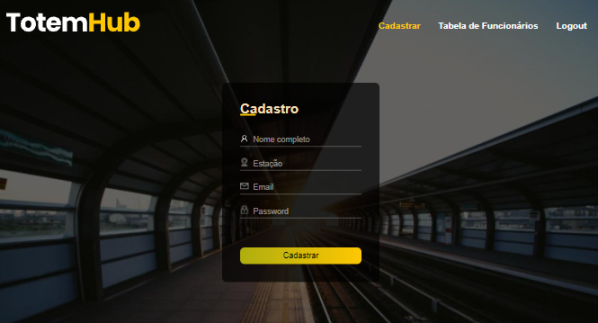 TotemHub
Cadastrar Tabela de Funcionários Logout
Cadastro
Nome completo
Estação
Email
Password
Cadastrar